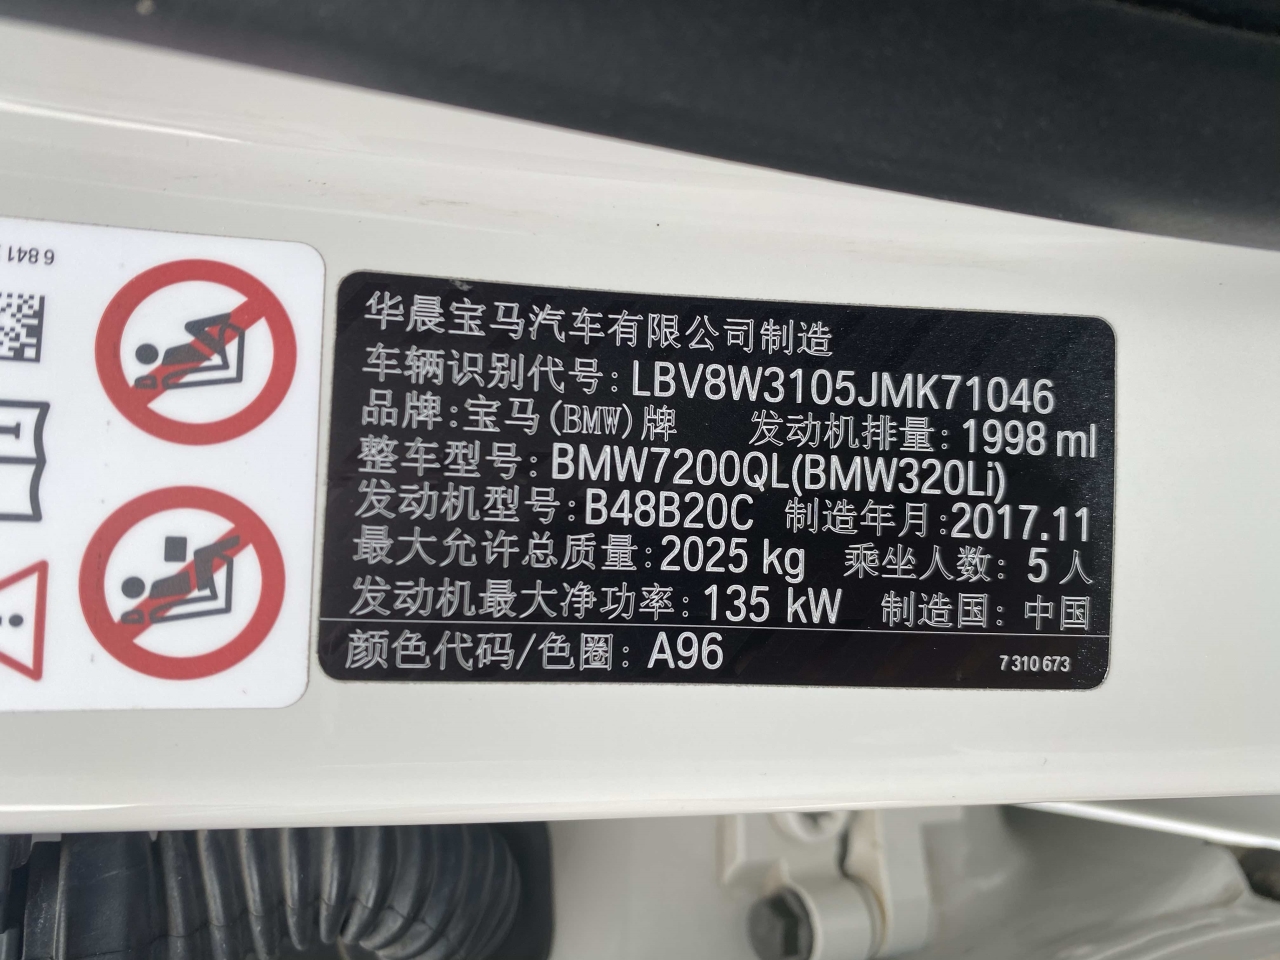 6 841
华晨宝马汽车有限公司制造
车辆识别代号: LBV8W3105JMK71046
品牌:宝马(BMW)牌 发动机排量: 1998 ml
整车型号: BMW7200QL(BMW320Li)
发动机型号: B48B20C 制造年月:2017.11
最大允许总质量: 2025 kg 乘坐人数: 5 人
发动机最大净功率: 135 kW 制造国: 中国
颜色代码/色圈: A96 7 310 673